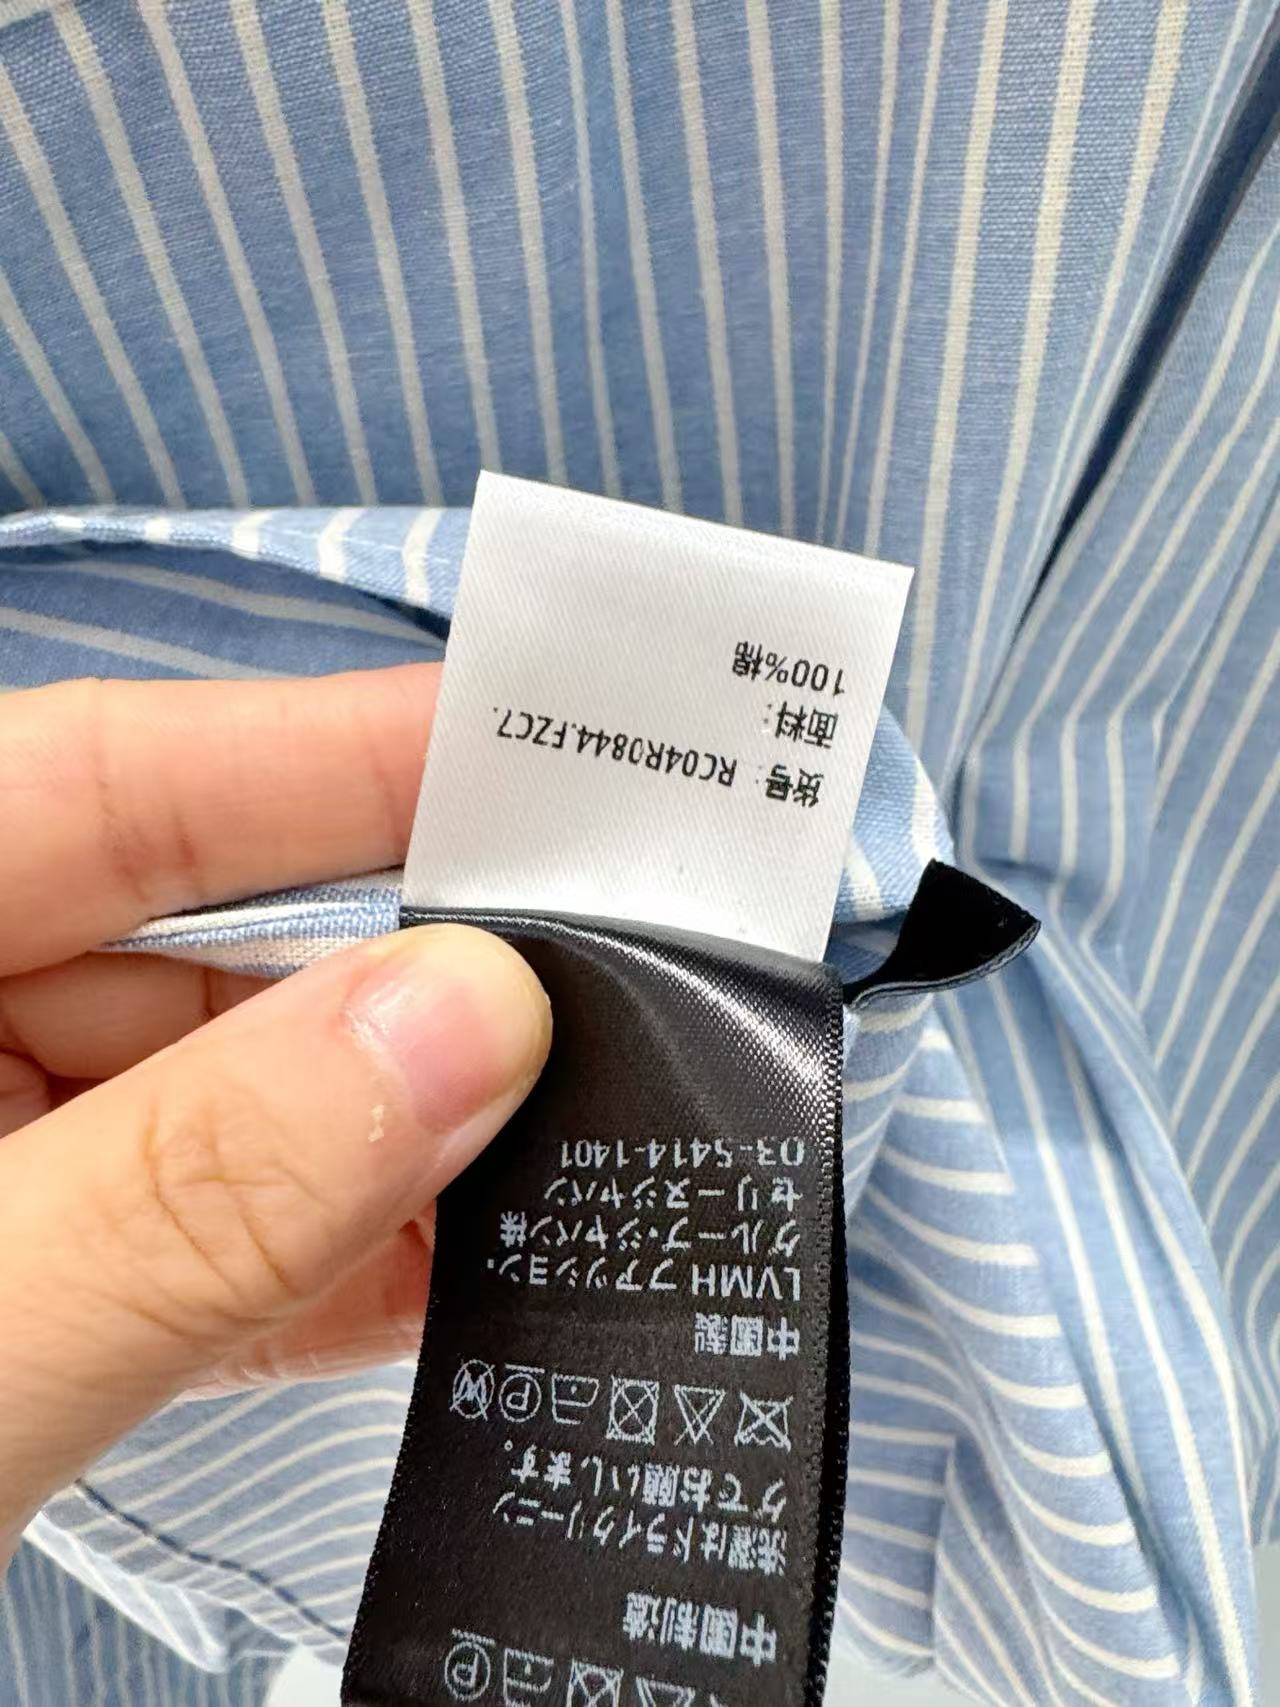 货号: RC04R0844.FZC7.
面料:
100%棉
中国制造
洗濯はドライクリーニン
グでお願いします。
中國製
LVMH ファッション・
グループ・ジャパン株
セリーヌジャパン
03-5414-1401